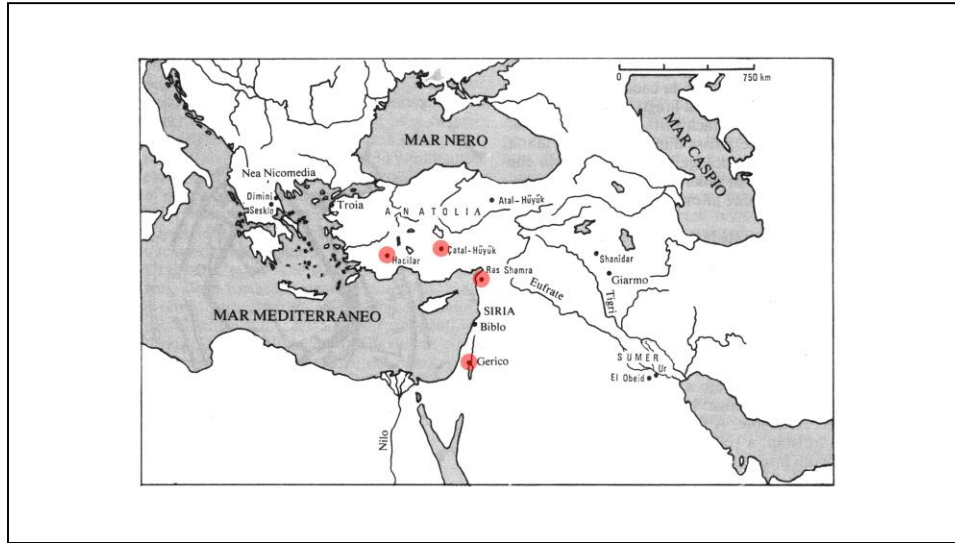 0 750 km
MAR NERO
MAR CASPIO
Nea Nicomedia
Dimini
Sesklo
Troia
ANATOLIA
Atal-Hüyük
Hacilar
Çatal-Hüyük
Shanidar
Giarmo
Ras Shamra
Eufrate
Tigri
MAR MEDITERRANEO
SIRIA
Biblo
SUMER
Ur
El Obeid
Gerico
Nilo